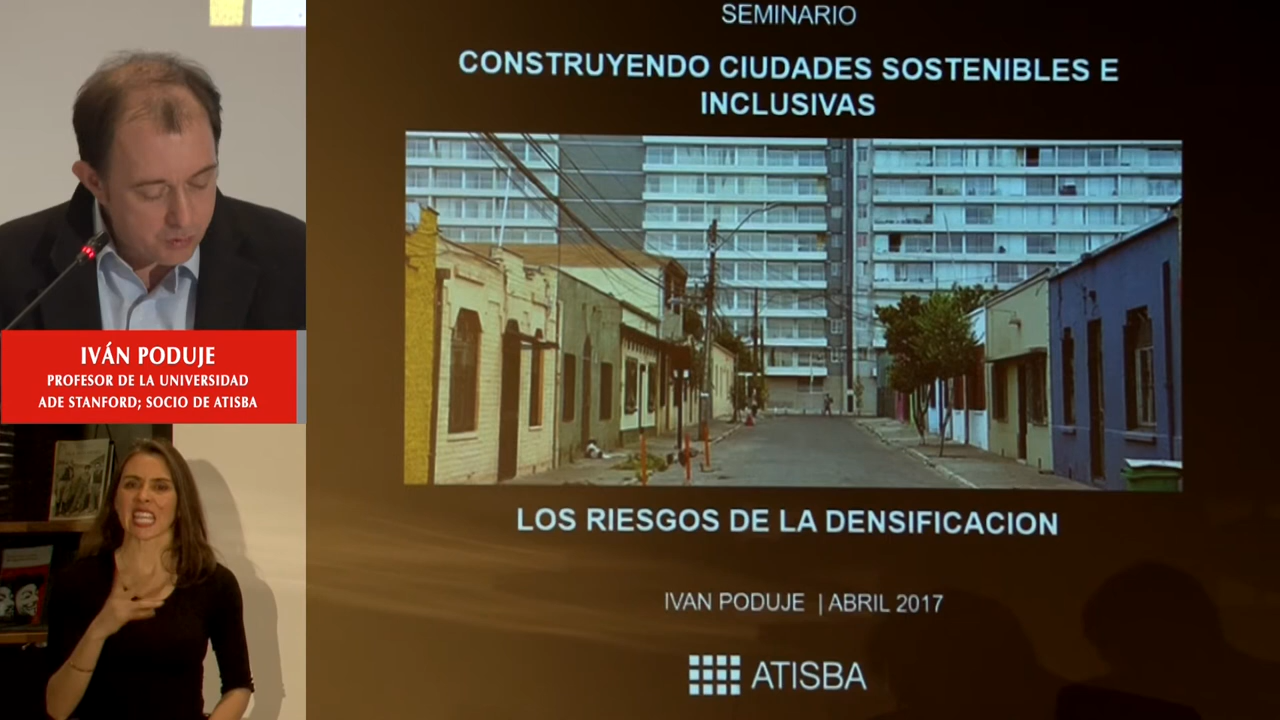 SEMINARIO
CONSTRUYENDO CIUDADES SOSTENIBLES E
INCLUSIVAS
LOS RIESGOS DE LA DENSIFICACION
IVAN PODUJE | ABRIL 2017
ATISBA
IVÁN PODUJE
PROFESOR DE LA UNIVERSIDAD
ADE STANFORD; SOCIO DE ATISBA